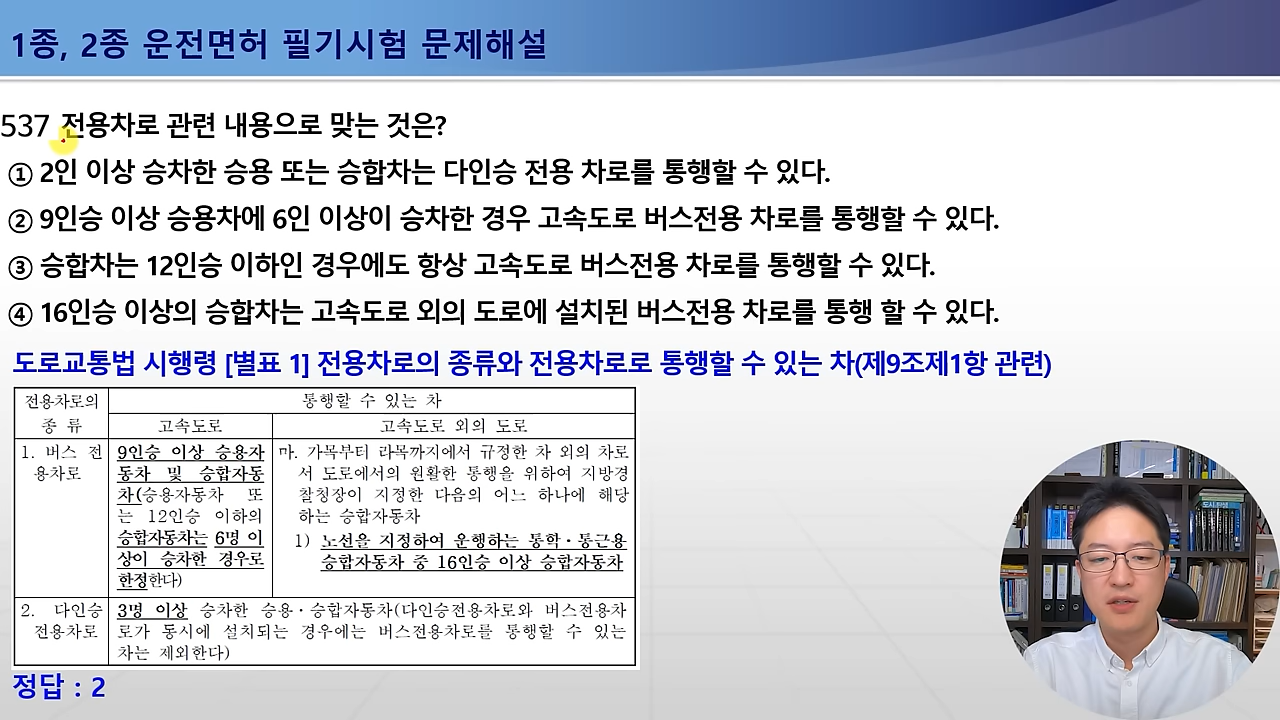 1종, 2종 운전면허 필기시험 문제해설
537 전용차로 관련 내용으로 맞는 것은?
① 2인 이상 승차한 승용 또는 승합차는 다인승 전용 차로를 통행할 수 있다.
② 9인승 이상 승용차에 6인 이상이 승차한 경우 고속도로 버스전용 차로를 통행할 수 있다.
③ 승합차는 12인승 이하인 경우에도 항상 고속도로 버스전용 차로를 통행할 수 있다.
④ 16인승 이상의 승합차는 고속도로 외의 도로에 설치된 버스전용 차로를 통행 할 수 있다.
도로교통법 시행령 [별표 1] 전용차로의 종류와 전용차로로 통행할 수 있는 차(제9조제1항 관련)
전용차로의
종 류
통행할 수 있는 차
고속도로
고속도로 외의 도로
1. 버스 전
용차로
9인승 이상 승용자
동차 및 승합자동
차(승용자동차 또
는 12인승 이하의
승합자동차는 6명 이
상이 승차한 경우로
한정한다)
마. 가목부터 라목까지에서 규정한 차 외의 차로
서 도로에서의 원활한 통행을 위하여 지방경
찰청장이 지정한 다음의 어느 하나에 해당
하는 승합자동차
1) 노선을 지정하여 운행하는 통학·통근용
승합자동차 중 16인승 이상 승합자동차
2. 다인승
전용차로
3명 이상 승차한 승용·승합자동차(다인승전용차로와 버스전용차
로가 동시에 설치되는 경우에는 버스전용차로를 통행할 수 있는
차는 제외한다)
정답 : 2